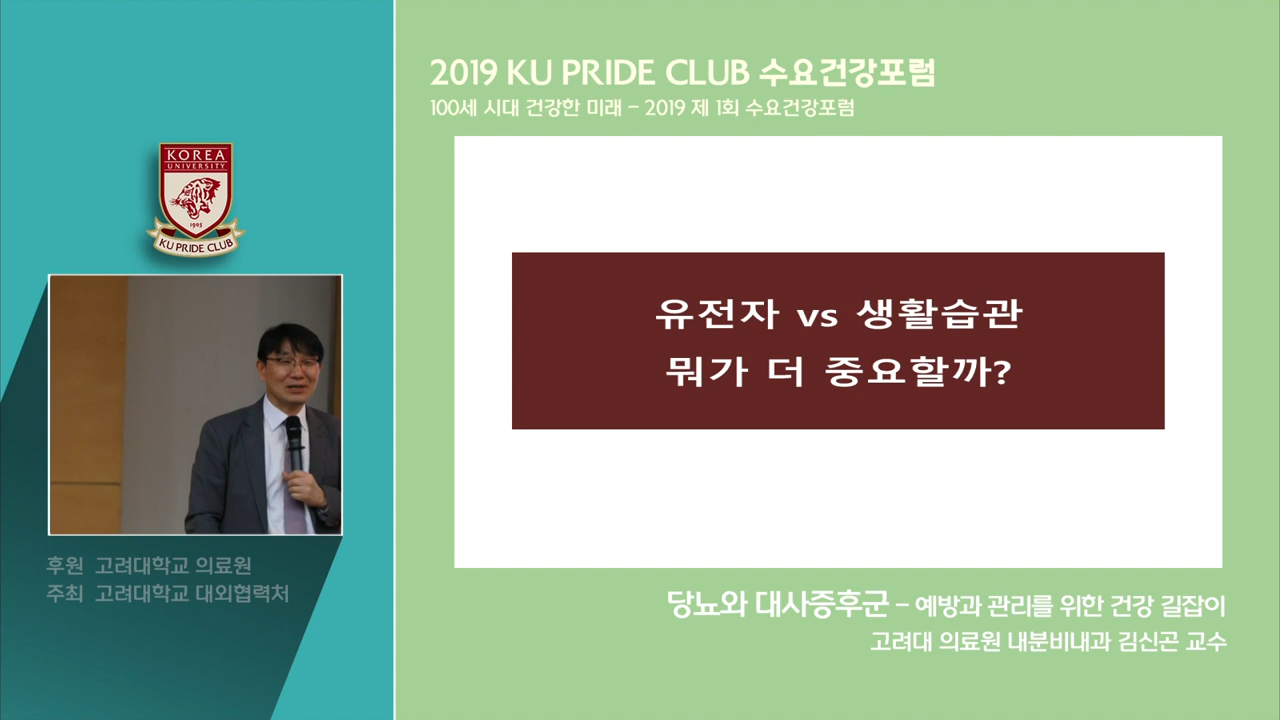 2019 KU PRIDE CLUB 수요건강포럼
100세 시대 건강한 미래 – 2019 제 1회 수요건강포럼
KOREA
UNIVERSITY
1905
KU PRIDE CLUB
유전자 vs 생활습관
뭐가 더 중요할까?
후원 고려대학교 의료원
주최 고려대학교 대외협력처
당뇨와 대사증후군 – 예방과 관리를 위한 건강 길잡이
고려대 의료원 내분비내과 김신곤 교수